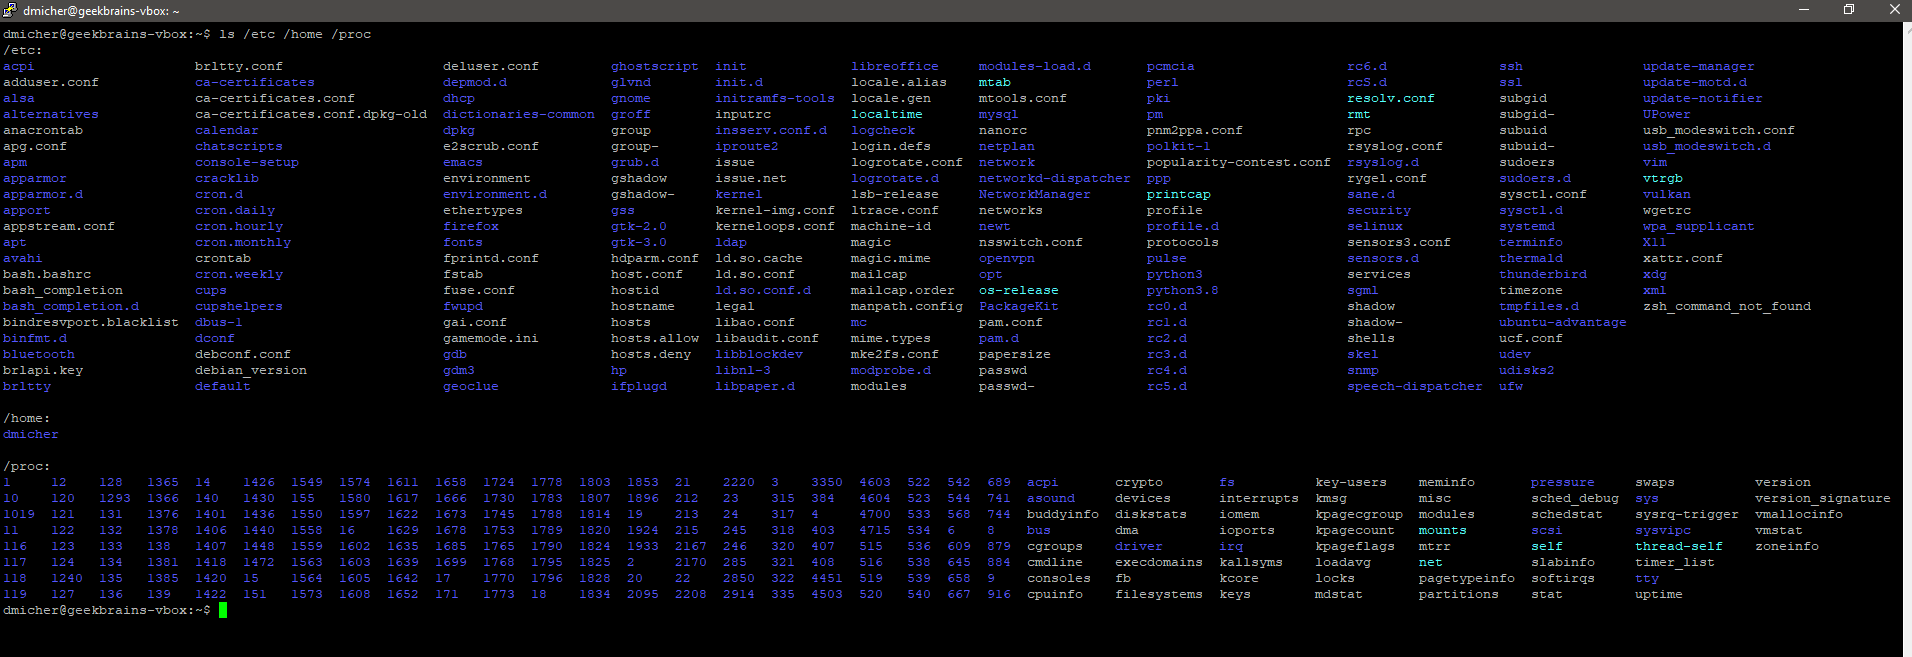 dmicher@geekbrains-vbox: ~
dmicher@geekbrains-vbox:~$ ls /etc /home /proc
/etc:
acpi brltty.conf deluser.conf ghostscript init libreoffice modules-load.d pcmcia rc6.d ssh update-manager
adduser.conf ca-certificates depmod.d glvnd init.d locale.alias mtab perl rcS.d ssl update-motd.d
alsa ca-certificates.conf dhcp gnome initramfs-tools locale.gen mtools.conf pki resolv.conf subgid update-notifier
alternatives ca-certificates.conf.dpkg-old dictionaries-common groff inputrc localtime mysql pm rmt subgid- UPower
anacrontab calendar dpkg group insserv.conf.d logcheck nanorc pnm2ppa.conf rpc subuid usb_modeswitch.conf
apg.conf chatscripts e2scrub.conf group- iproute2 login.defs netplan polkit-1 rsyslog.conf subuid- usb_modeswitch.d
apm console-setup emacs grub.d issue logrotate.conf network popularity-contest.conf rsyslog.d sudoers vim
apparmor cracklib environment gshadow issue.net logrotate.d networkd-dispatcher ppp rygel.conf sudoers.d vtrgb
apparmor.d cron.d environment.d gshadow- kernel lsb-release NetworkManager printcap sane.d sysctl.conf vulkan
apport cron.daily ethertypes gss kernel-img.conf ltrace.conf networks profile security sysctl.d wgetrc
appstream.conf cron.hourly firefox gtk-2.0 kerneloops.conf machine-id newt profile.d selinux systemd wpa_supplicant
apt cron.monthly fonts gtk-3.0 ldap magic nsswitch.conf protocols sensors3.conf terminfo X11
avahi crontab fprintd.conf hdparm.conf ld.so.cache magic.mime openvpn pulse sensors.d thermald xattr.conf
bash.bashrc cron.weekly fstab host.conf ld.so.conf mailcap opt python3 services thunderbird xdg
bash_completion cups fuse.conf hostid ld.so.conf.d mailcap.order os-release python3.8 sgml timezone xml
bash_completion.d cupshelpers fwupd hostname legal manpath.config PackageKit rc0.d shadow tmpfiles.d zsh_command_not_found
bindresvport.blacklist dbus-1 gai.conf hosts libao.conf mc pam.conf rc1.d shadow- ubuntu-advantage
binfmt.d dconf gamemode.ini hosts.allow libaudit.conf mime.types pam.d rc2.d shells ucf.conf
bluetooth debconf.conf gdb hosts.deny libblockdev mke2fs.conf papersize rc3.d skel udev
brlapi.key debian_version gdm3 hp libnl-3 modprobe.d passwd rc4.d snmp udisks2
brltty default geoclue ifplugd libpaper.d modules passwd- rc5.d speech-dispatcher ufw
/home:
dmicher
/proc:
1 12 128 1365 14 1426 1549 1574 1611 1658 1724 1778 1803 1853 21 2220 3 3350 4603 522 542 689 acpi crypto fs key-users meminfo pressure swaps version
10 120 1293 1366 140 1430 155 1580 1617 1666 1730 1783 1807 1896 212 23 315 384 4604 523 544 741 asound devices interrupts kmsg misc sched_debug sys version_signature
1019 121 131 1376 1401 1436 1550 1597 1622 1673 1745 1788 1814 19 213 24 317 4 4700 533 568 744 buddyinfo diskstats iomem kpagecgroup modules schedstat sysrq-trigger vmallocinfo
11 122 132 1378 1406 1440 1558 16 1629 1678 1753 1789 1820 1924 215 245 318 403 4715 534 6 8 bus dma ioports kpagecount mounts scsi sysvipc vmstat
116 123 133 138 1407 1448 1559 1602 1635 1685 1765 1790 1824 1933 2167 246 320 407 515 536 609 879 cgroups driver irq kpageflags mtrr self thread-self zoneinfo
117 124 134 1381 1418 1472 1563 1603 1639 1699 1768 1795 1825 2 2170 285 321 408 516 538 645 884 cmdline execdomains kallsyms loadavg net slabinfo timer_list
118 1240 135 1385 1420 15 1564 1605 1642 17 1770 1796 1828 20 22 2850 322 4451 519 539 658 9 consoles fb kcore locks pagetypeinfo softirqs tty
119 127 136 139 1422 151 1573 1608 1652 171 1773 18 1834 2095 2208 2914 335 4503 520 540 667 916 cpuinfo filesystems keys mdstat partitions stat uptime
dmicher@geekbrains-vbox:~$